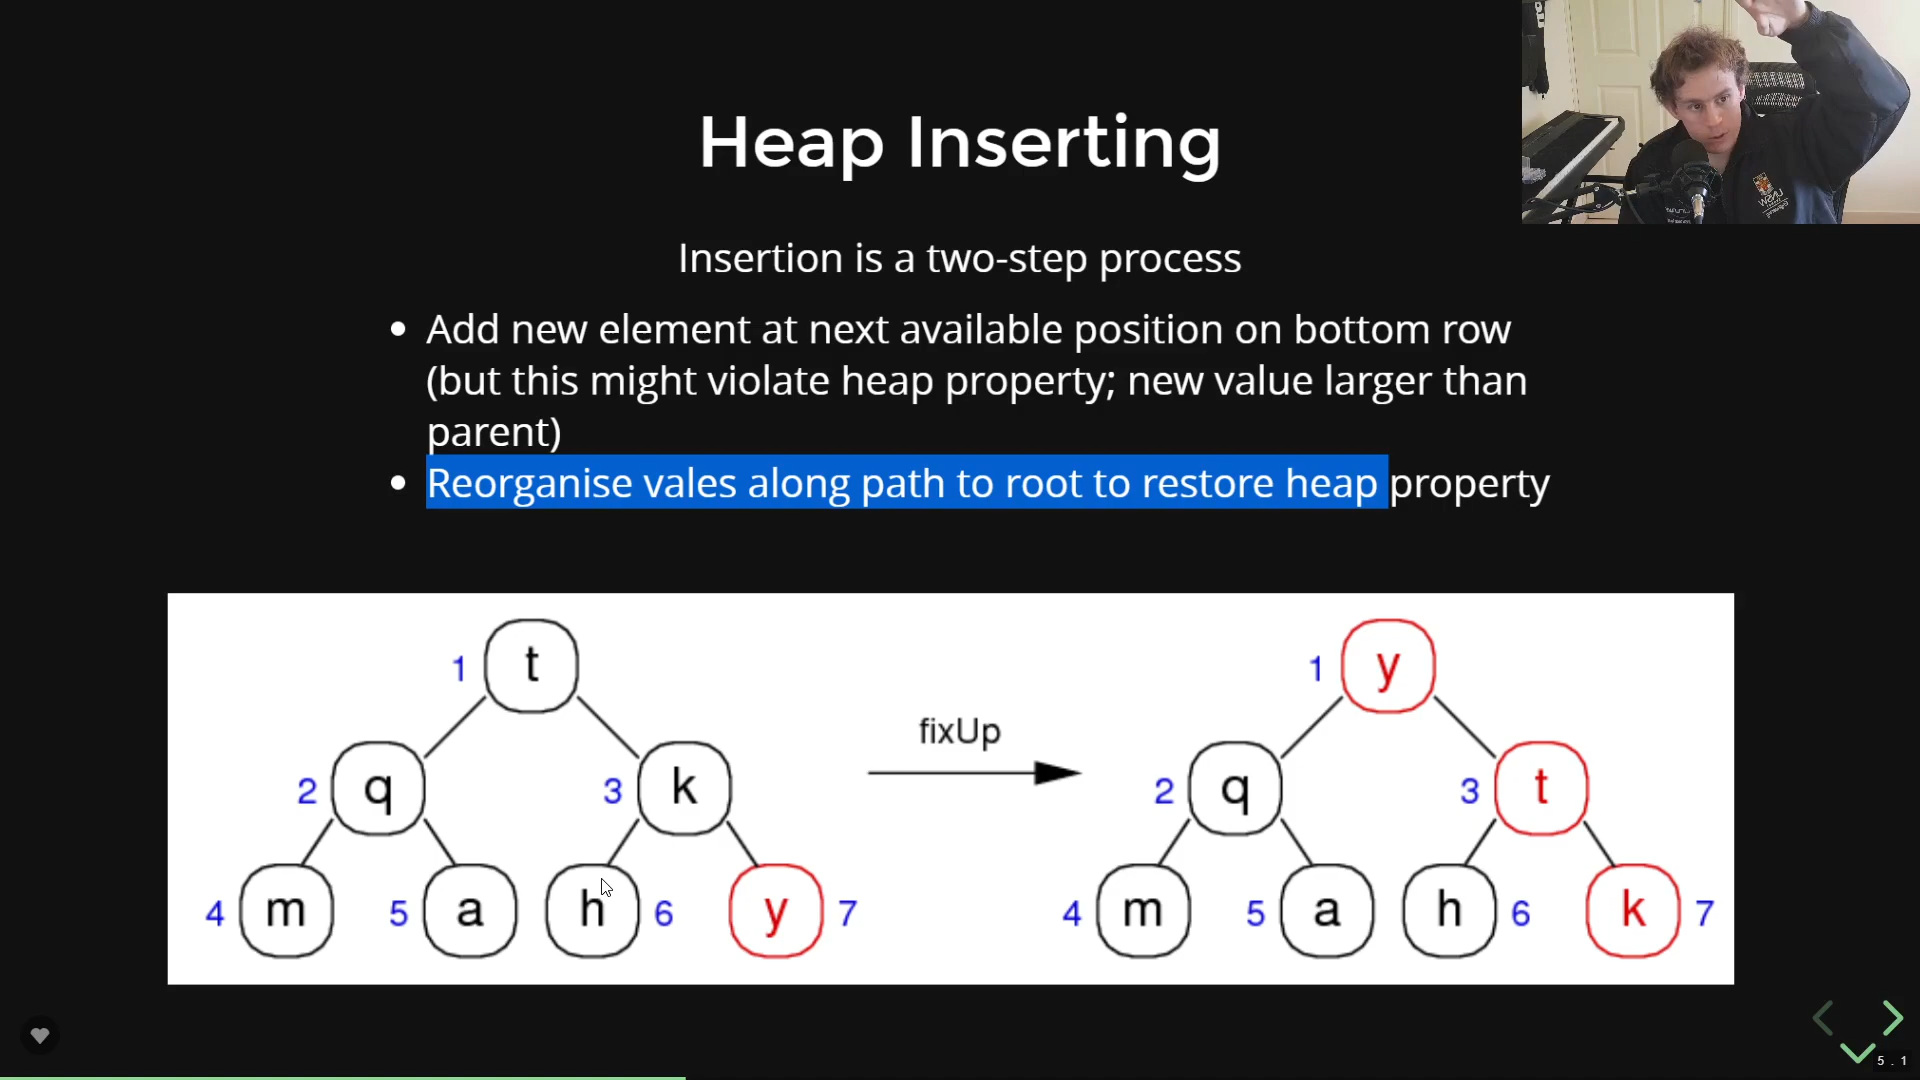 Heap Inserting
Insertion is a two-step process
Add new element at next available position on bottom row
(but this might violate heap property; new value larger than
parent)
Reorganise vales along path to root to restore heap property
1 t
2 q
3 k
4 m
5 a
h 6
y 7
fixUp
1 y
2 q
3 t
4 m
5 a
h 6
k 7
UNSW
5 . 1